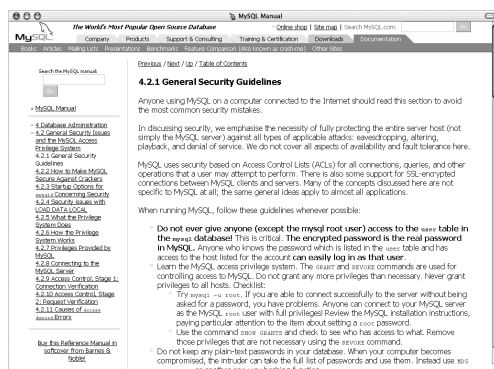 MySQL Manual
The World's Most Popular Open Source Database
Online shop | Site map | Search MySQL.com:
Go
MySQL
Company Products Support & Consulting Training & Certification Downloads Documentation
Books Articles Mailing Lists Presentations Benchmarks Feature Comparison (Also known as crash-me) Other Sites
Search the MySQL manual:
Go
MySQL Manual
4 Database Administration
4.2 General Security Issues
and the MySQL Access
Privilege System
4.2.1 General Security
Guidelines
4.2.2 How to Make MySQL
Secure Against Crackers
4.2.3 Startup Options for
mysqld Concerning Security
4.2.4 Security issues with
LOAD DATA LOCAL
4.2.5 What the Privilege
System Does
4.2.6 How the Privilege
System Works
4.2.7 Privileges Provided by
MySQL
4.2.8 Connecting to the
MySQL Server
4.2.9 Access Control, Stage 1:
Connection Verification
4.2.10 Access Control, Stage
2: Request Verification
4.2.11 Causes of Access
denied Errors
Buy this Reference Manual in
softcover from Barnes &
Noble!
Previous / Next / Up / Table of Contents
4.2.1 General Security Guidelines
Anyone using MySQL on a computer connected to the Internet should read this section to avoid
the most common security mistakes.
In discussing security, we emphasise the necessity of fully protecting the entire server host (not
simply the MySQL server) against all types of applicable attacks: eavesdropping, altering,
playback, and denial of service. We do not cover all aspects of availability and fault tolerance here.
MySQL uses security based on Access Control Lists (ACLs) for all connections, queries, and other
operations that a user may attempt to perform. There is also some support for SSL-encrypted
connections between MySQL clients and servers. Many of the concepts discussed here are not
specific to MySQL at all; the same general ideas apply to almost all applications.
When running MySQL, follow these guidelines whenever possible:
Do not ever give anyone (except the mysql root user) access to the user table in
the mysql database! This is critical. The encrypted password is the real password
in MySQL. Anyone who knows the password which is listed in the user table and has
access to the host listed for the account can easily log in as that user.
Learn the MySQL access privilege system. The GRANT and REVOKE commands are used for
controlling access to MySQL. Do not grant any more privileges than necessary. Never grant
privileges to all hosts. Checklist:
Try mysql -u root. If you are able to connect successfully to the server without being
asked for a password, you have problems. Anyone can connect to your MySQL server
as the MySQL root user with full privileges! Review the MySQL installation instructions,
paying particular attention to the item about setting a root password.
Use the command SHOW GRANTS and check to see who has access to what. Remove
those privileges that are not necessary using the REVOKE command.
Do not keep any plain-text passwords in your database. When your computer becomes
compromised, the intruder can take the full list of passwords and use them. Instead use MD5